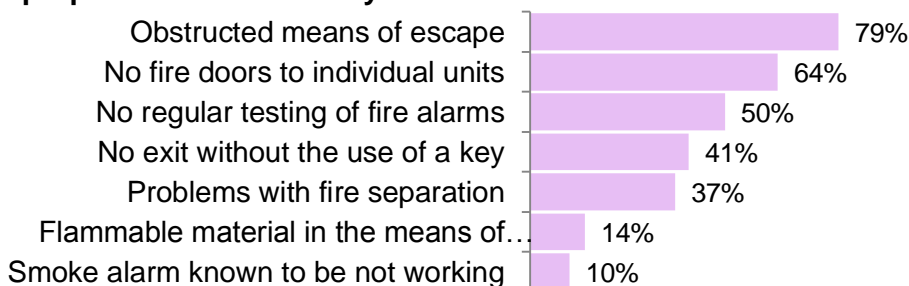 Obstructed means of escape 79%
No fire doors to individual units 64%
No regular testing of fire alarms 50%
No exit without the use of a key 41%
Problems with fire separation 37%
Flammable material in the means of… 14%
Smoke alarm known to be not working 10%